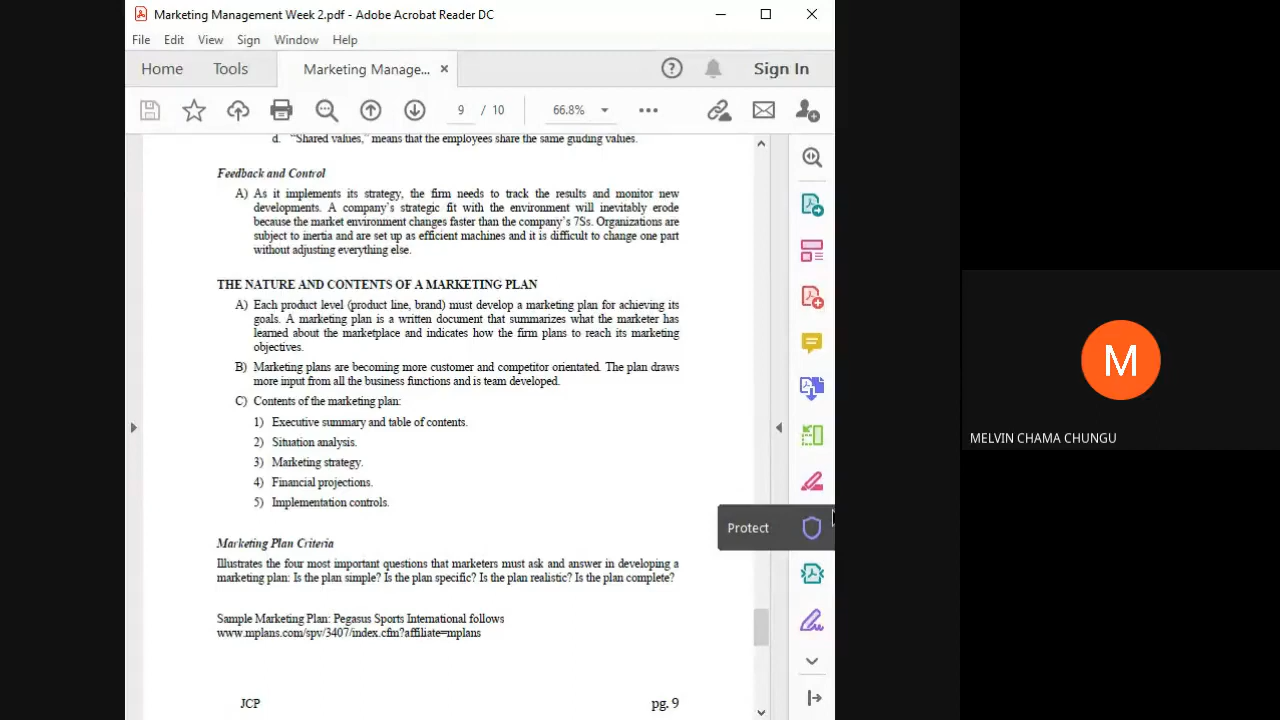 Marketing Management Week 2.pdf - Adobe Acrobat Reader DC
File Edit View Sign Window Help
Home Tools Marketing Manage... × Sign In
9 / 10 66.8%
d. “Shared values,” means that the employees share the same guiding values.
Feedback and Control
A) As it implements its strategy, the firm needs to track the results and monitor new
developments. A company’s strategic fit with the environment will inevitably erode
because the market environment changes faster than the company’s 7Ss. Organizations are
subject to inertia and are set up as efficient machines and it is difficult to change one part
without adjusting everything else.
THE NATURE AND CONTENTS OF A MARKETING PLAN
A) Each product level (product line, brand) must develop a marketing plan for achieving its
goals. A marketing plan is a written document that summarizes what the marketer has
learned about the marketplace and indicates how the firm plans to reach its marketing
objectives.
B) Marketing plans are becoming more customer and competitor orientated. The plan draws
more input from all the business functions and is team developed.
C) Contents of the marketing plan:
1) Executive summary and table of contents.
2) Situation analysis.
3) Marketing strategy.
4) Financial projections.
5) Implementation controls.
Protect
Marketing Plan Criteria
Illustrates the four most important questions that marketers must ask and answer in developing a
marketing plan: Is the plan simple? Is the plan specific? Is the plan realistic? Is the plan complete?
Sample Marketing Plan: Pegasus Sports International follows
www.mplans.com/spv/3407/index.cfm?affiliate=mplans
JCP pg. 9
M
MELVIN CHAMA CHUNGU